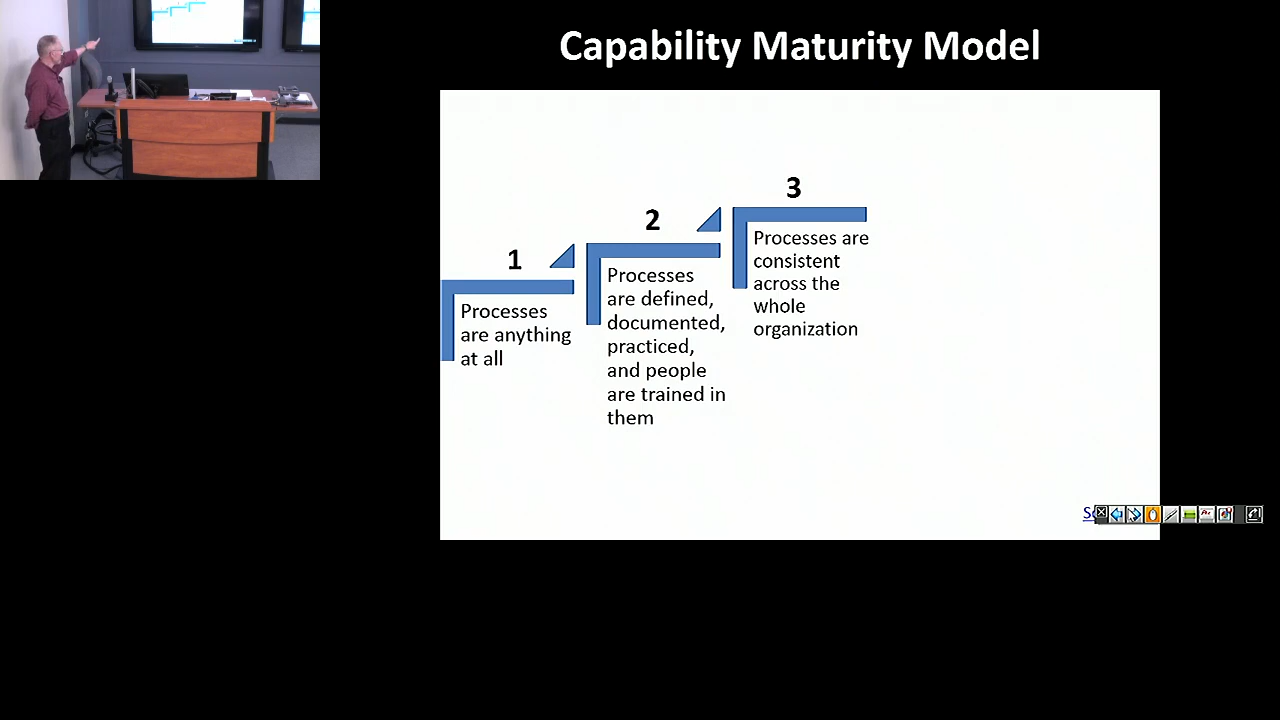 Capability Maturity Model
1
Processes
are anything
at all
2
Processes
are defined,
documented,
practiced,
and people
are trained in
them
3
Processes are
consistent
across the
whole
organization